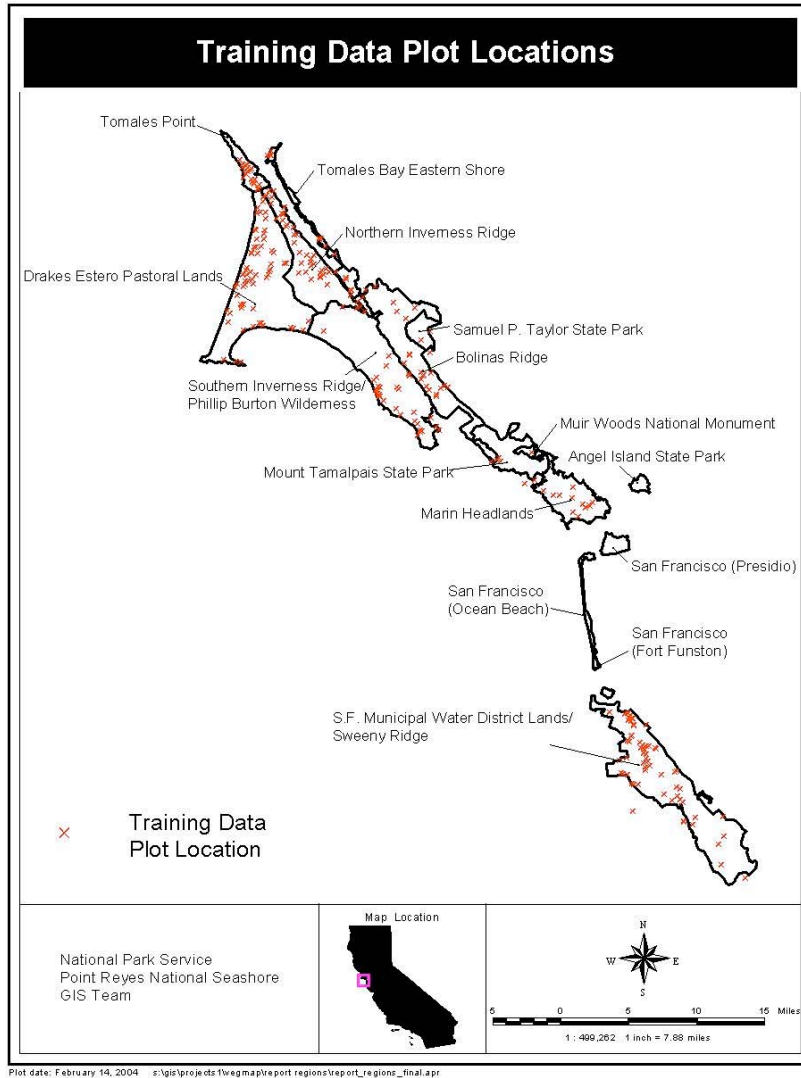 Training Data Plot Locations
Tomales Point
Tomales Bay Eastern Shore
Northern Inverness Ridge
Drakes Estero Pastoral Lands
Samuel P. Taylor State Park
Bolinas Ridge
Southern Inverness Ridge/
Phillip Burton Wilderness
Muir Woods National Monument
Angel Island State Park
Mount Tamalpais State Park
Marin Headlands
San Francisco (Presidio)
San Francisco
(Ocean Beach)
San Francisco
(Fort Funston)
S.F. Municipal Water District Lands/
Sweeny Ridge
Training Data
Plot Location
National Park Service
Point Reyes National Seashore
GIS Team
Map Location
N
W E
S
5 0 5 10 15 Miles
1 : 499,262 1 inch = 7.88 miles
Plot date: February 14, 2004 s:\gis\projects1\vegmap\report regions\report_regions_final.apr